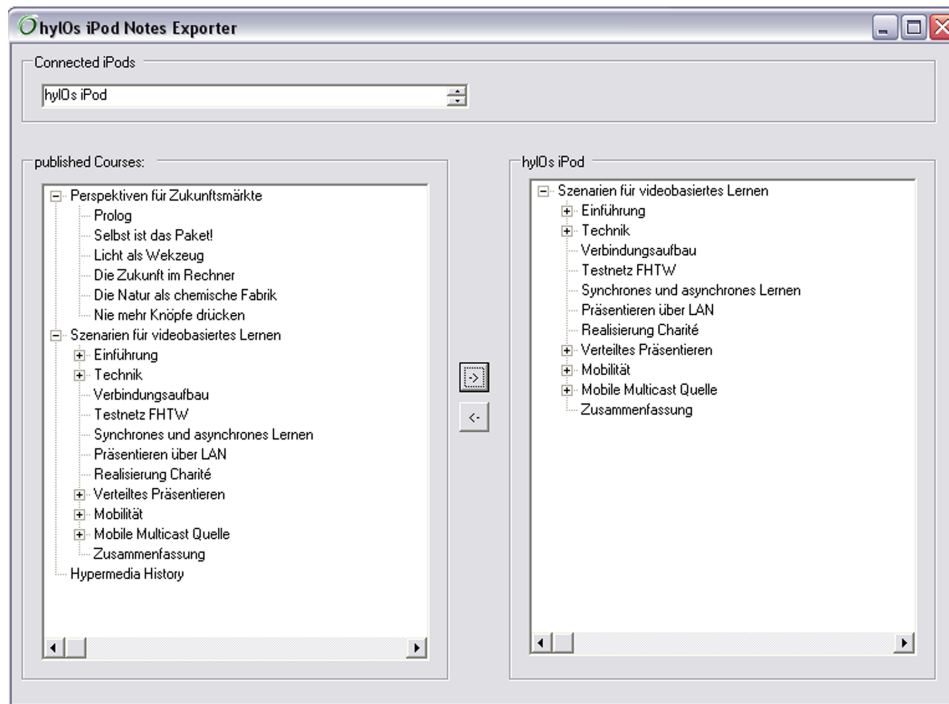 hylOs iPod Notes Exporter
Connected iPods
hylOs iPod
published Courses:
Perspektiven für Zukunftsmärkte
Prolog
Selbst ist das Paket!
Licht als Wekzeug
Die Zukunft im Rechner
Die Natur als chemische Fabrik
Nie mehr Knöpfe drücken
Szenarien für videobasiertes Lernen
Einführung
Technik
Verbindungsaufbau
Testnetz FHTW
Synchrones und asynchrones Lernen
Präsentieren über LAN
Realisierung Charité
Verteiltes Präsentieren
Mobilität
Mobile Multicast Quelle
Zusammenfassung
Hypermedia History
->
<-
hylOs iPod
Szenarien für videobasiertes Lernen
Einführung
Technik
Verbindungsaufbau
Testnetz FHTW
Synchrones und asynchrones Lernen
Präsentieren über LAN
Realisierung Charité
Verteiltes Präsentieren
Mobilität
Mobile Multicast Quelle
Zusammenfassung